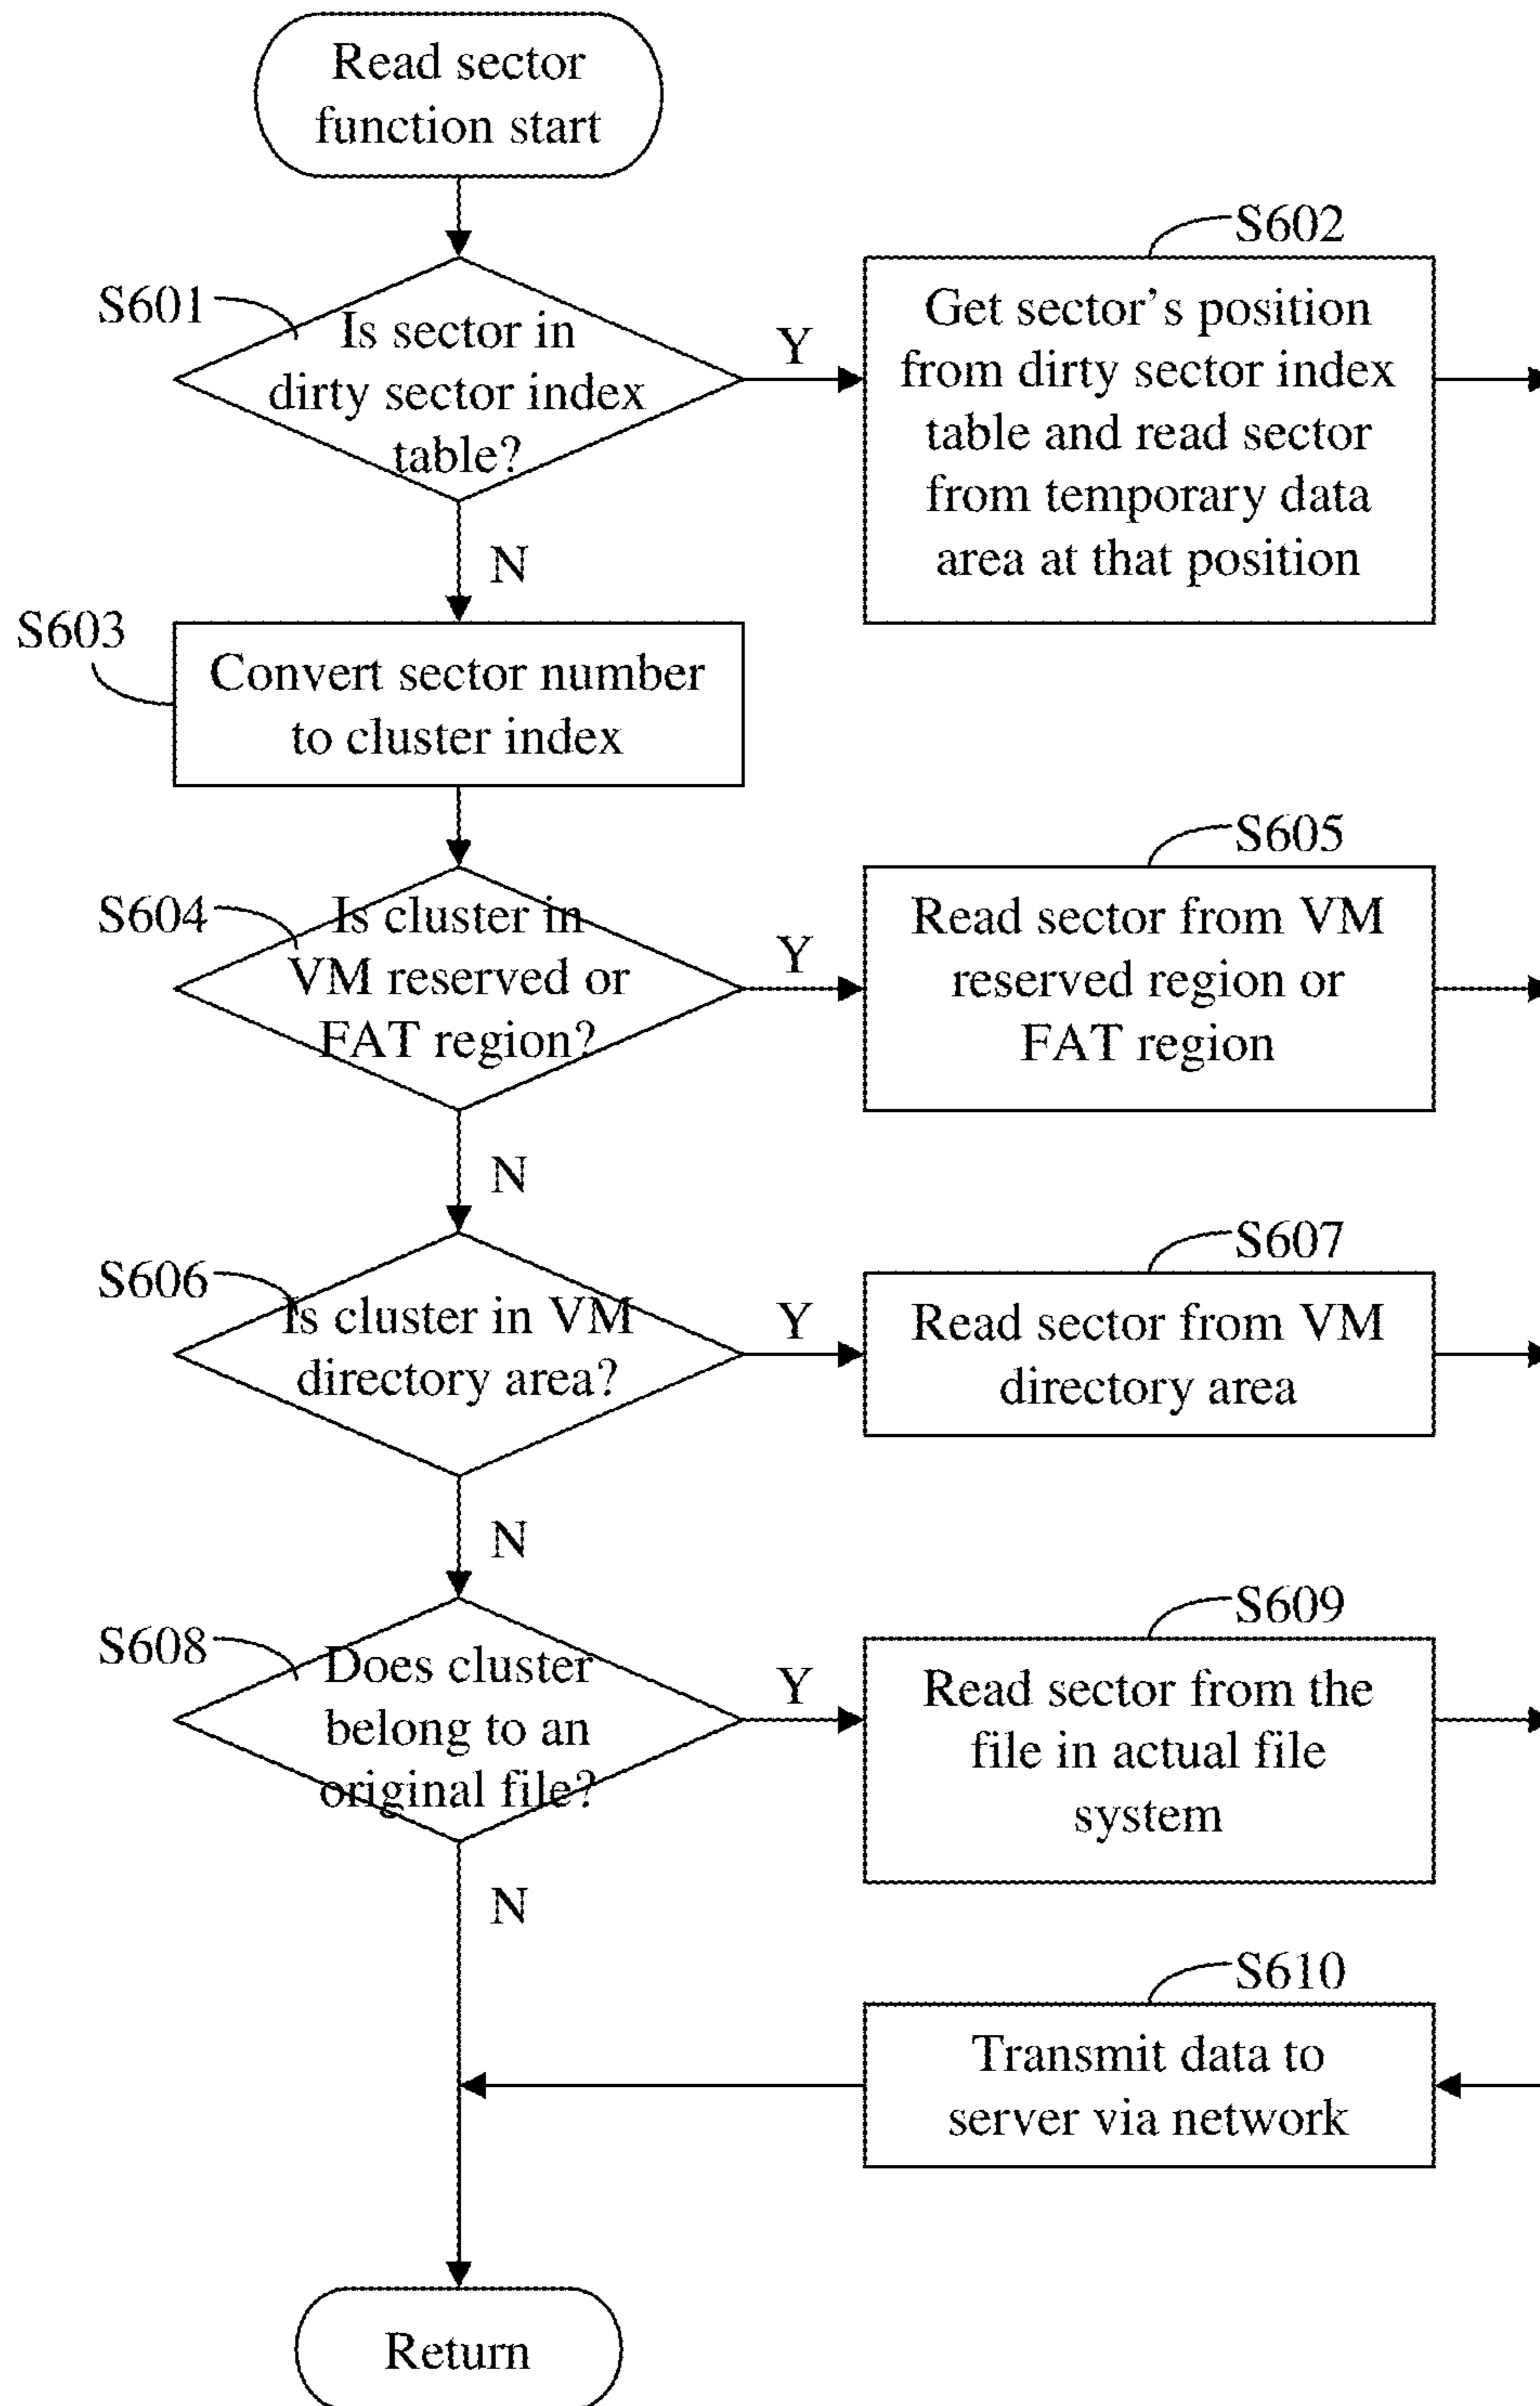 Read sector
function start
S601
Is sector in
dirty sector index
table?
Y
S602
Get sector’s position
from dirty sector index
table and read sector
from temporary data
area at that position
N
S603
Convert sector number
to cluster index
S604
Is cluster in
VM reserved or
FAT region?
Y
S605
Read sector from VM
reserved region or
FAT region
N
S606
Is cluster in VM
directory area?
Y
S607
Read sector from VM
directory area
N
S608
Does cluster
belong to an
original file?
Y
S609
Read sector from the
file in actual file
system
N
S610
Transmit data to
server via network
Return